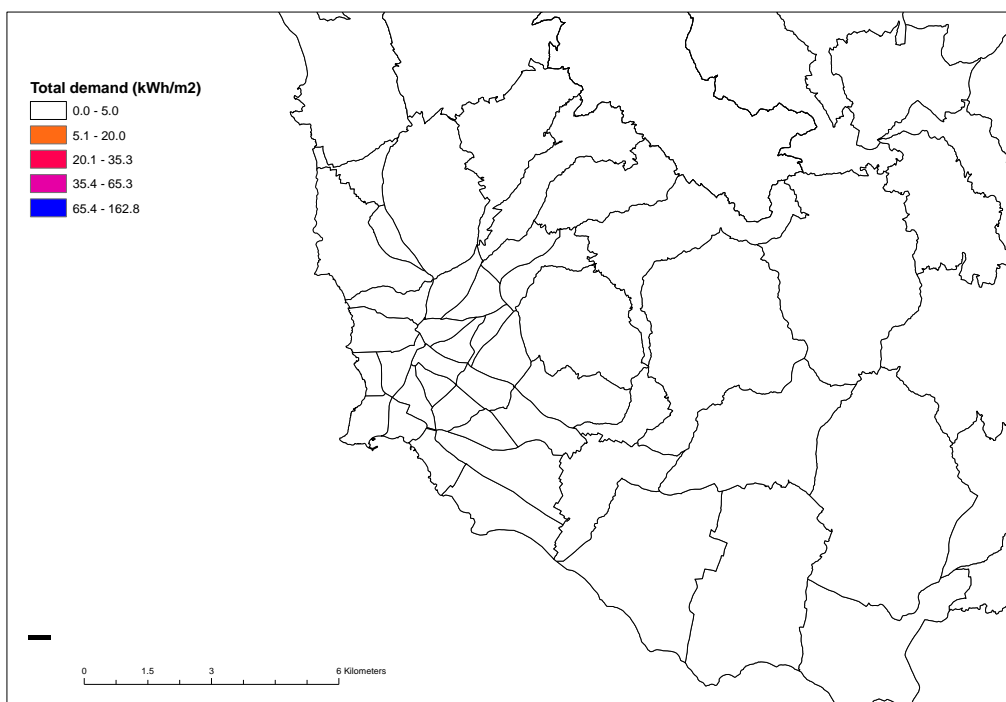 Total demand (kWh/m2)
0.0 - 5.0
5.1 - 20.0
20.1 - 35.3
35.4 - 65.3
65.4 - 162.8
0 1.5 3 6 Kilometers